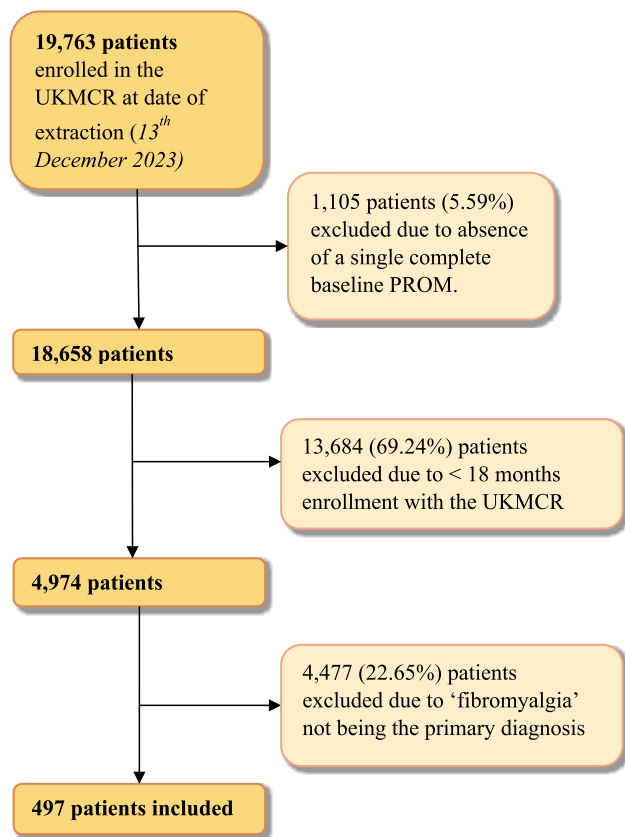 19,763 patients
enrolled in the
UKMCR at date of
extraction (13th
December 2023)
1,105 patients (5.59%)
excluded due to absence
of a single complete
baseline PROM.
18,658 patients
13,684 (69.24%) patients
excluded due to < 18 months
enrollment with the UKMCR
4,974 patients
4,477 (22.65%) patients
excluded due to ‘fibromyalgia’
not being the primary diagnosis
497 patients included